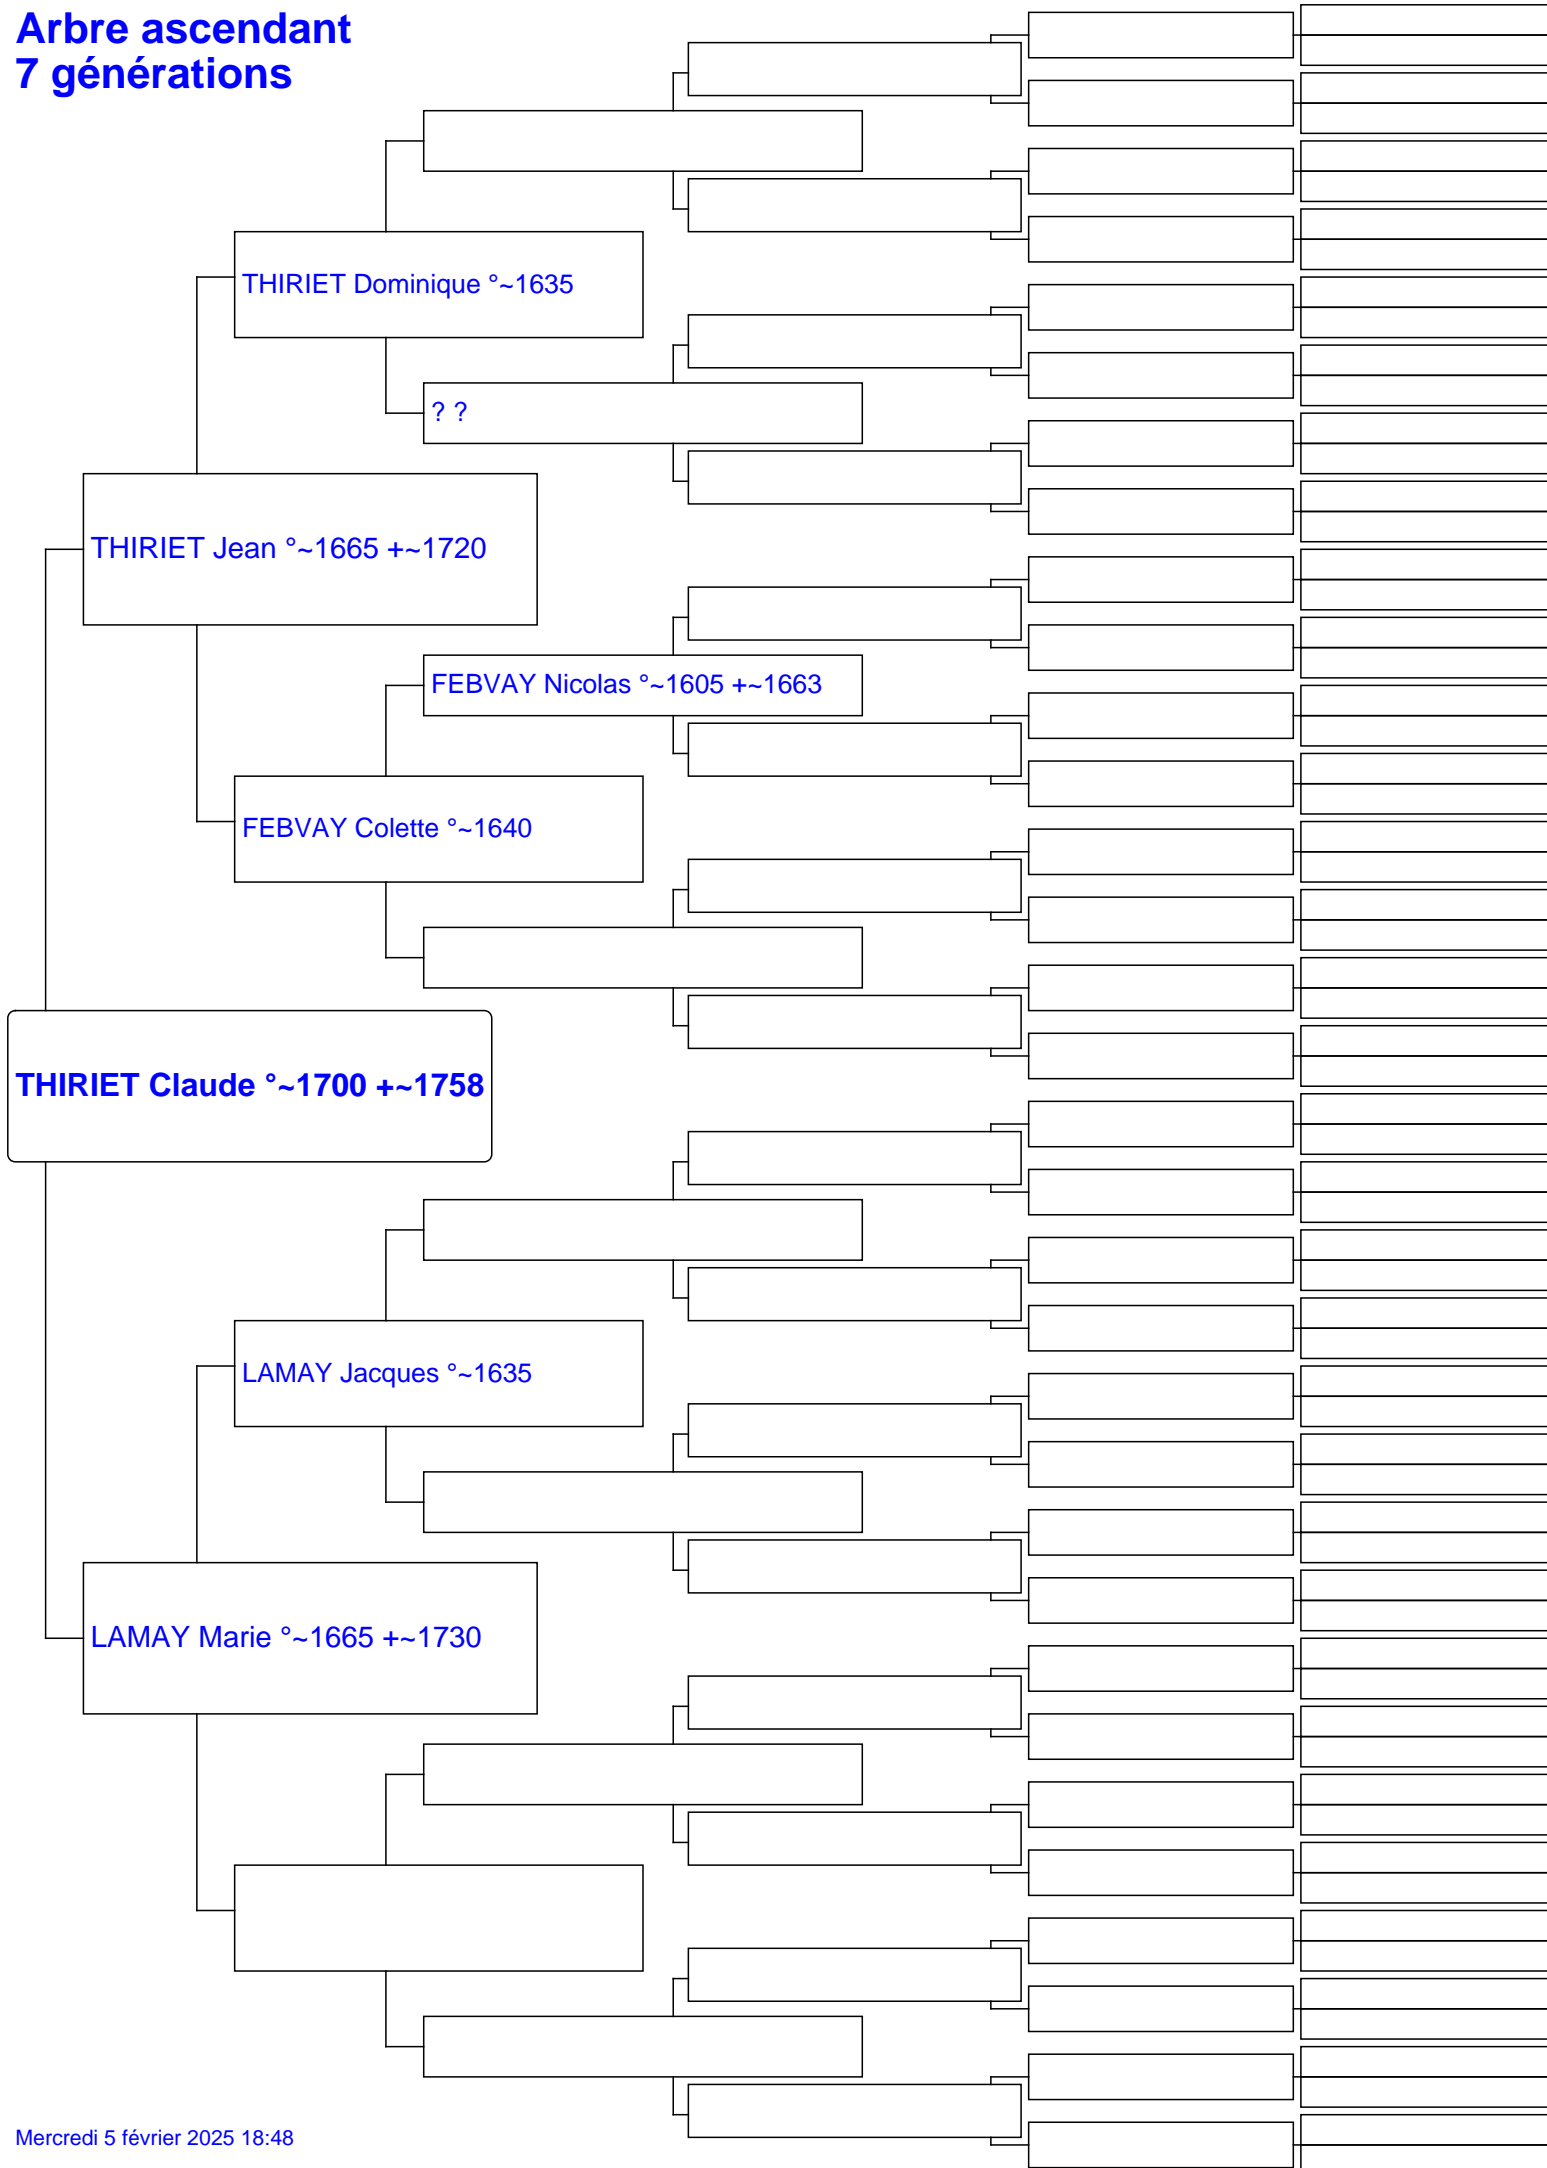 Arbre ascendant
7 générations
THIRIET Dominique °~1635
? ?
THIRIET Jean °~1665 +~1720
FEBVAY Nicolas °~1605 +~1663
FEBVAY Colette °~1640
THIRIET Claude °~1700 +~1758
LAMAY Jacques °~1635
LAMAY Marie °~1665 +~1730
Mercredi 5 février 2025 18:48